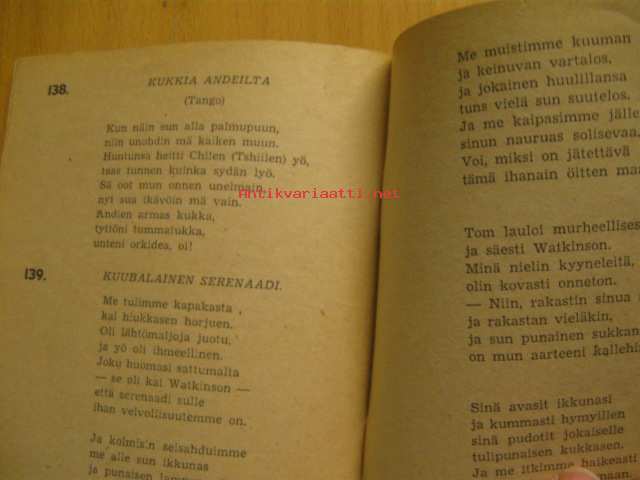 138.
KUKKIA ANDEILTA
(Tango)
Kun näin sun alla palmupuun,
niin unohdin mä kaiken muun.
Huntunsa heitti Chilen (Tshiilen) yö,
taas tunnen kuinka sydän lyö.
Sä oot mun onnen unelmain
nyt sua ikävöin mä vain.
Andien armas kukka,
tyttöni tummatukka,
unteni orkidea, oi!
139.
KUUBALAINEN SERENAADI.
Me tulimme kapakasta
kai hiukkasen horjuen.
Oli lähtömaljoja juotu,
ja yö oli ihmeellinen.
Joku huomasi sattumalta
— se oli kai Watkinson —
että serenaadi sulle
ihan velvollisuutemme on.
Ja kolmisin seisahduimme
me alle sun ikkunas
ja punaisen
Me muistimme kuuman
ja keinuvan vartalos,
ja jokainen huulillansa
tuns vielä sun suutelos.
Ja me kaipasimme jälle
sinun nauruas solisevaa.
Voi, miksi on jätettävä
tämä ihanain öitten maa
Tom lauloi murheellises
ja säesti Watkinson.
Minä nielin kyyneleitä,
olin kovasti onneton.
— Niin, rakastin sinua
ja rakastan vieläkin,
ja sun punainen sukkan
on mun aarteeni kallehi
Sinä avasit ikkunasi
ja kummasti hymyillen
sinä pudotit jokaiselle
tulipunaisen kukkasen.
Ja me itkimme haikeasti
Antikvariaatti.net